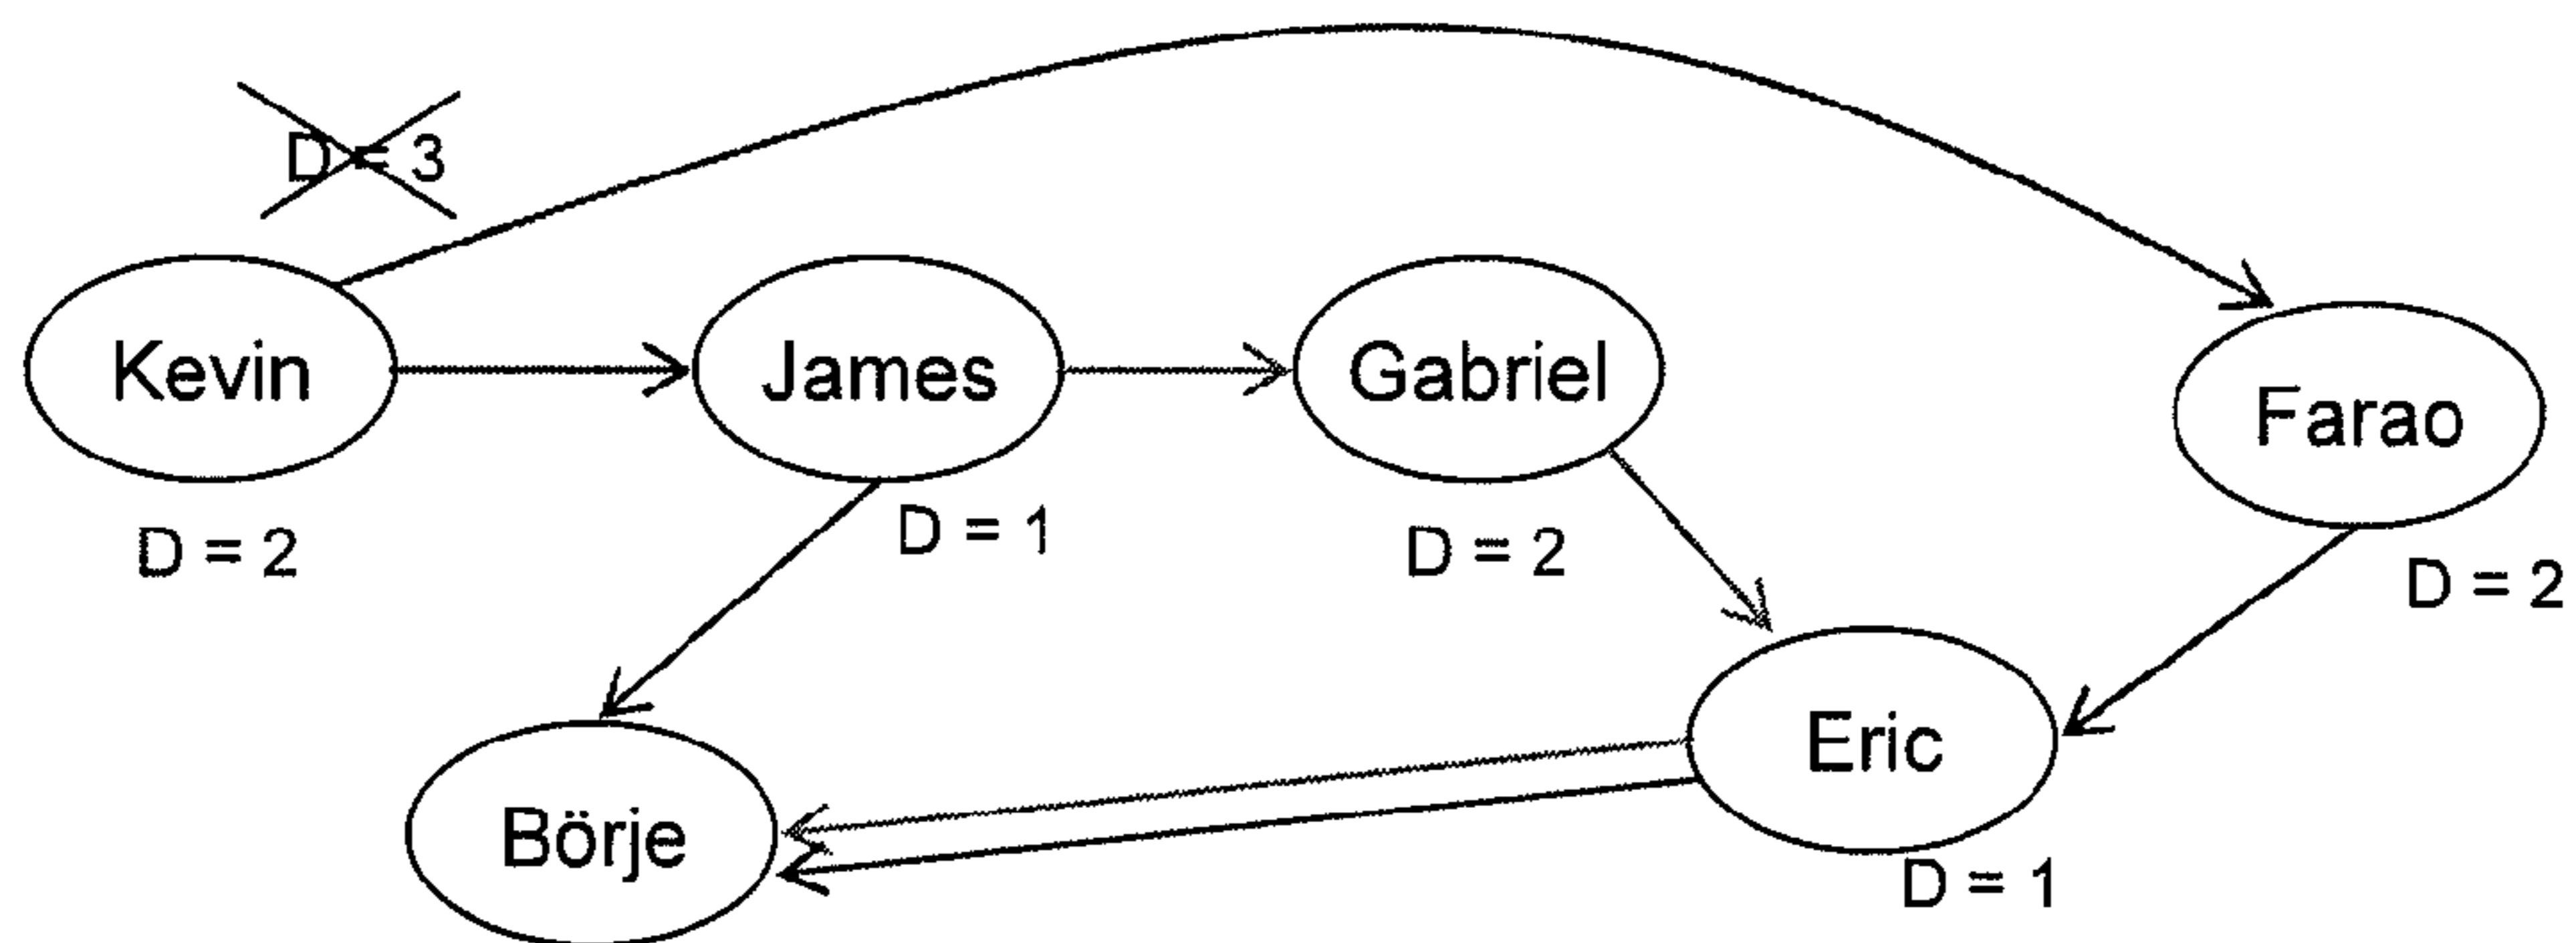 D = 3
Kevin
James
Gabriel
Farao
D = 2
D = 1
D = 2
D = 2
Eric
Börje
D = 1